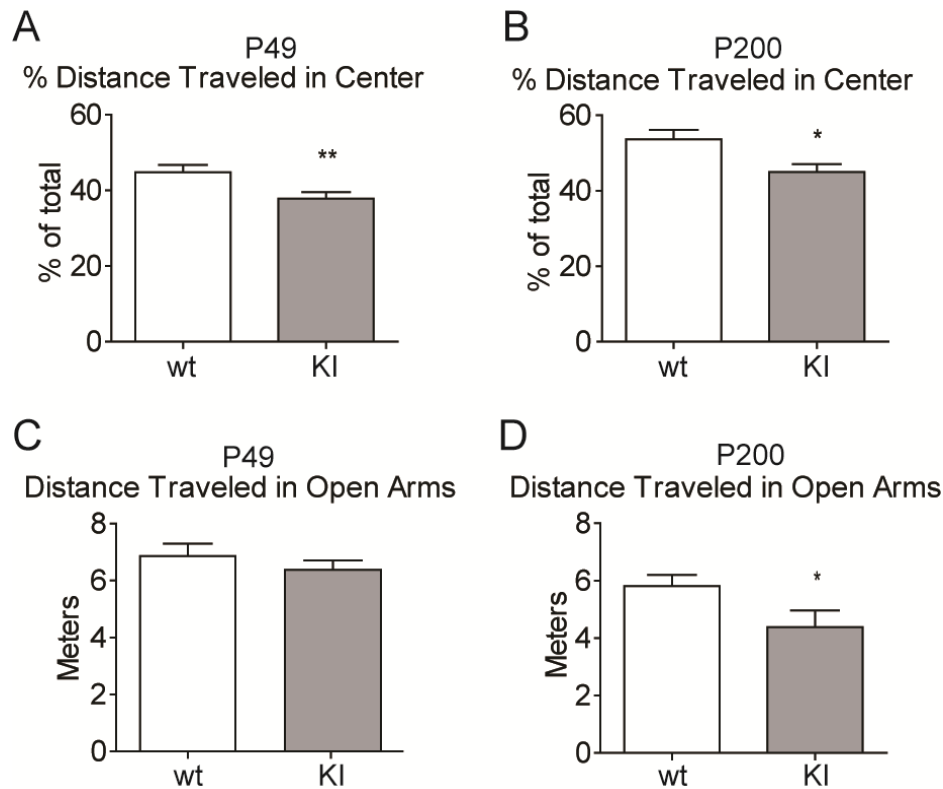 A
P49
% Distance Traveled in Center
% of total
60
40
20
0
**
wt
KI
B
P200
% Distance Traveled in Center
% of total
60
40
20
0
*
wt
KI
C
P49
Distance Traveled in Open Arms
Meters
8
6
4
2
0
wt
KI
D
P200
Distance Traveled in Open Arms
Meters
8
6
4
2
0
*
wt
KI